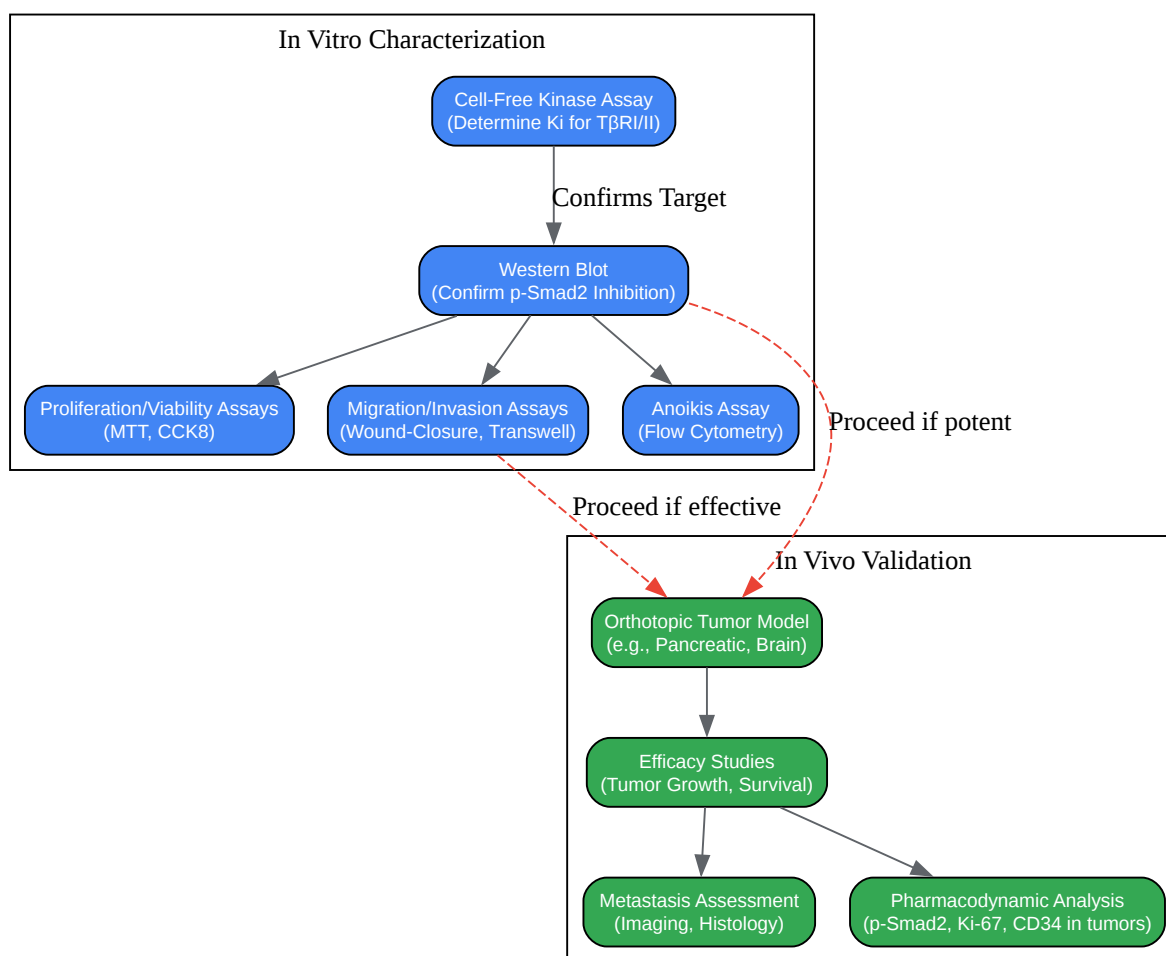 In Vitro Characterization
Cell-Free Kinase Assay
(Determine Ki for TβRI/II)
Confirms Target
Western Blot
(Confirm p-Smad2 Inhibition)
Proliferation/Viability Assays
(MTT, CCK8)
Migration/Invasion Assays
(Wound-Closure, Transwell)
Anoikis Assay
(Flow Cytometry)
Proceed if potent
Proceed if effective
In Vivo Validation
Orthotopic Tumor Model
(e.g., Pancreatic, Brain)
Efficacy Studies
(Tumor Growth, Survival)
Metastasis Assessment
(Imaging, Histology)
Pharmacodynamic Analysis
(p-Smad2, Ki-67, CD34 in tumors)